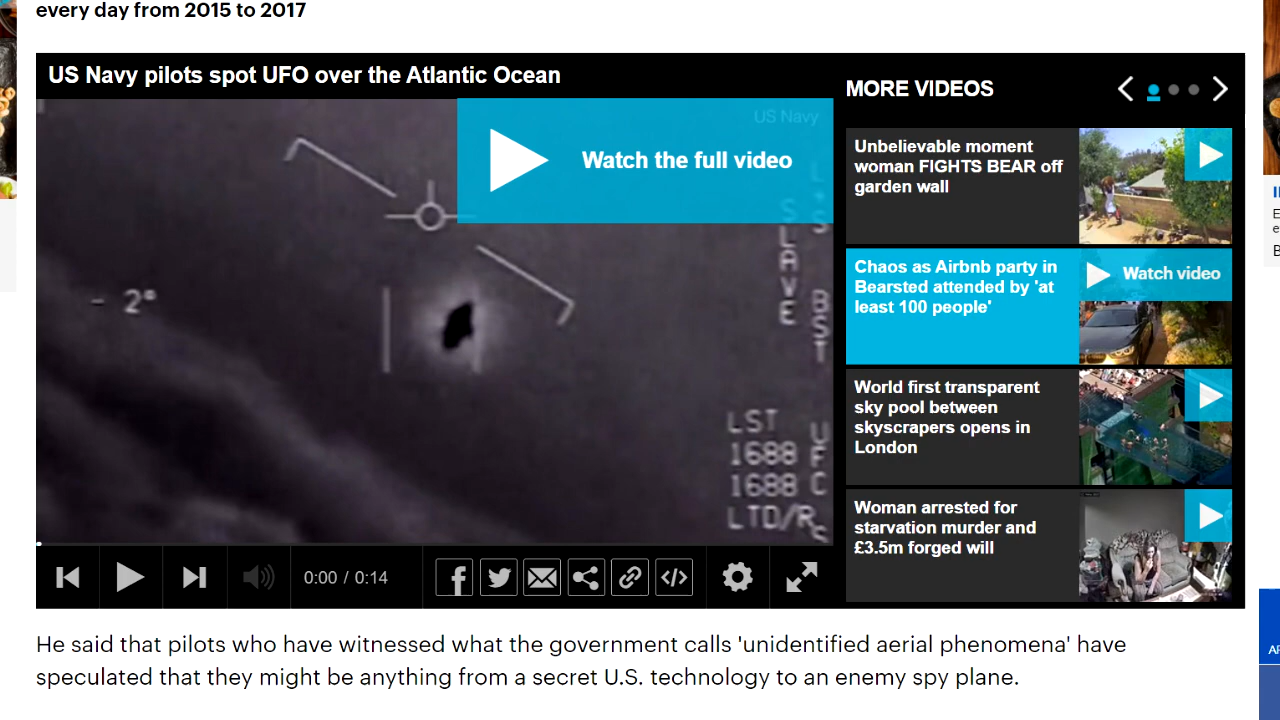 every day from 2015 to 2017
US Navy pilots spot UFO over the Atlantic Ocean
US Navy
Watch the full video
- 2°
L+S
SLAVE
BST
LST
1688
1688
LTD/R
UFC
0:00 / 0:14
MORE VIDEOS
Unbelievable moment
woman FIGHTS BEAR off
garden wall
Chaos as Airbnb party in
Bearsted attended by 'at
least 100 people'
Watch video
World first transparent
sky pool between
skyscrapers opens in
London
Woman arrested for
starvation murder and
£3.5m forged will
He said that pilots who have witnessed what the government calls 'unidentified aerial phenomena' have
speculated that they might be anything from a secret U.S. technology to an enemy spy plane.